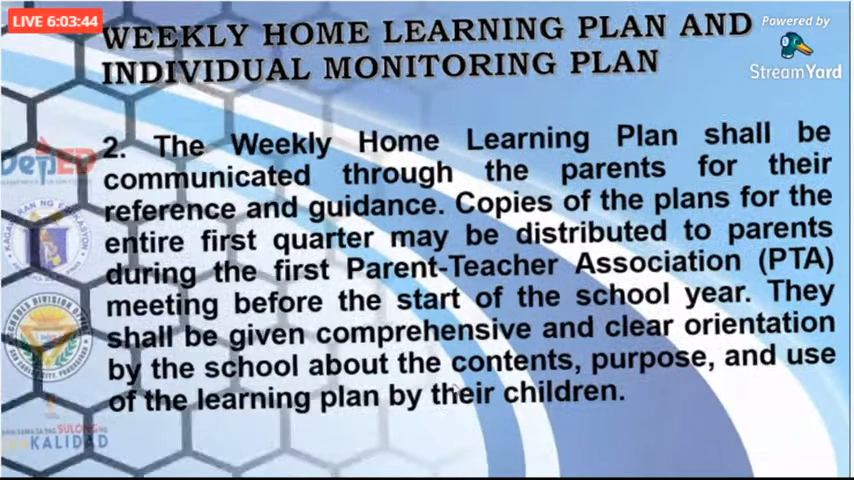 LIVE 6:03:44
WEEKLY HOME LEARNING PLAN AND
INDIVIDUAL MONITORING PLAN
Powered by
StreamYard
2. The Weekly Home Learning Plan shall be
communicated through the parents for their
reference and guidance. Copies of the plans for the
entire first quarter may be distributed to parents
during the first Parent-Teacher Association (PTA)
meeting before the start of the school year. They
shall be given comprehensive and clear orientation
by the school about the contents, purpose, and use
of the learning plan by their children.
DepED
SULONG
KALIDAD